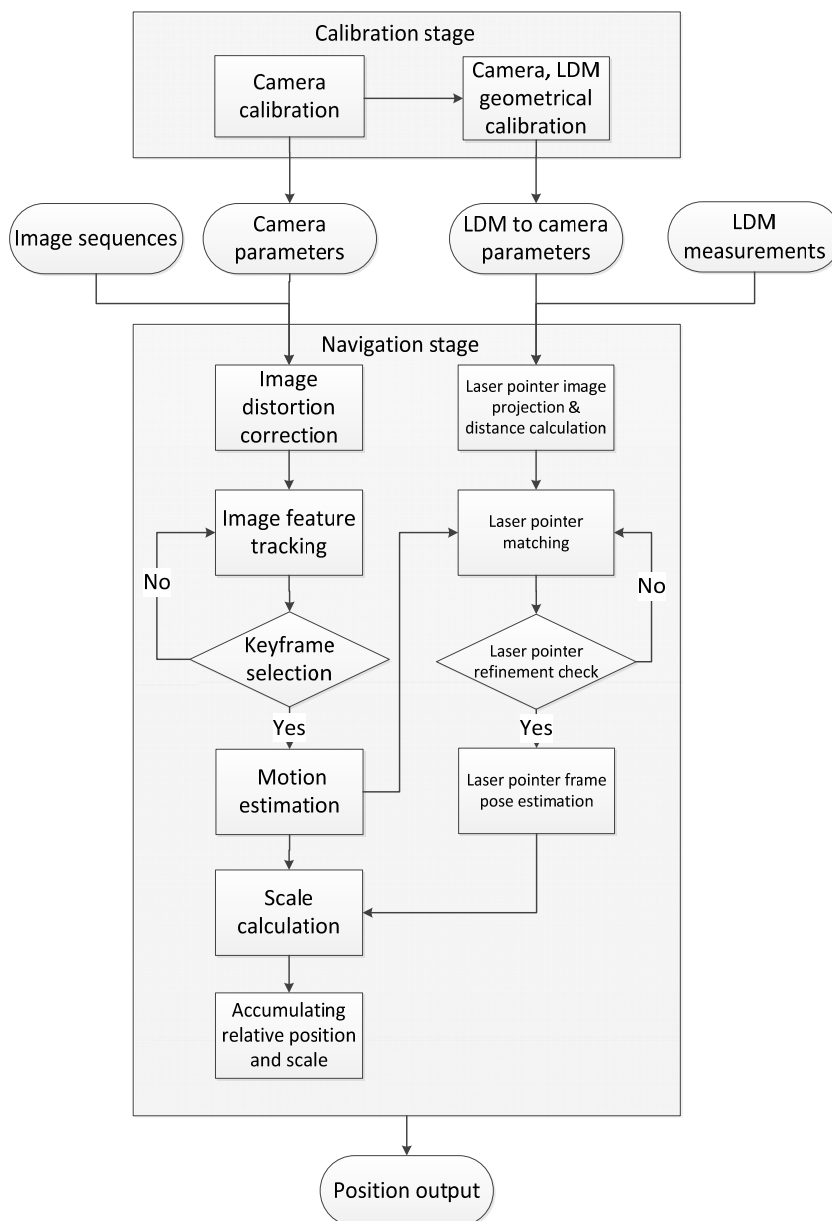 Calibration stage
Camera
calibration
Camera, LDM
geometrical
calibration
Image sequences
Camera
parameters
LDM to camera
parameters
LDM
measurements
Navigation stage
Image
distortion
correction
Laser pointer image
projection &
distance calculation
Image feature
tracking
Laser pointer
matching
No
No
Keyframe
selection
Laser pointer
refinement check
Yes
Yes
Motion
estimation
Laser pointer frame
pose estimation
Scale
calculation
Accumulating
relative position
and scale
Position output